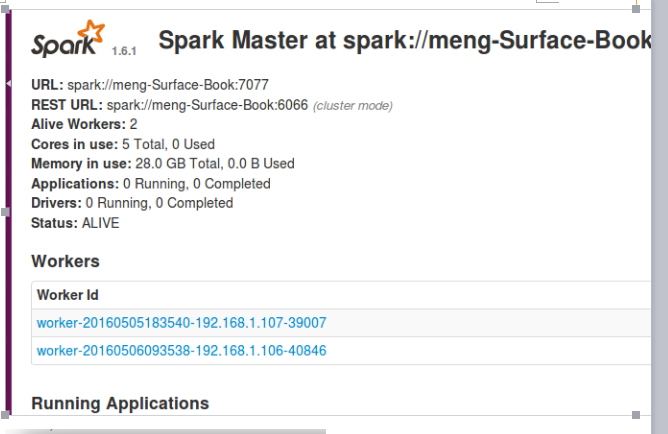 Spark 1.6.1 Spark Master at spark://meng-Surface-Book
URL: spark://meng-Surface-Book:7077
REST URL: spark://meng-Surface-Book:6066 (cluster mode)
Alive Workers: 2
Cores in use: 5 Total, 0 Used
Memory in use: 28.0 GB Total, 0.0 B Used
Applications: 0 Running, 0 Completed
Drivers: 0 Running, 0 Completed
Status: ALIVE
Workers
Worker Id
worker-20160505183540-192.168.1.107-39007
worker-20160506093538-192.168.1.106-40846
Running Applications